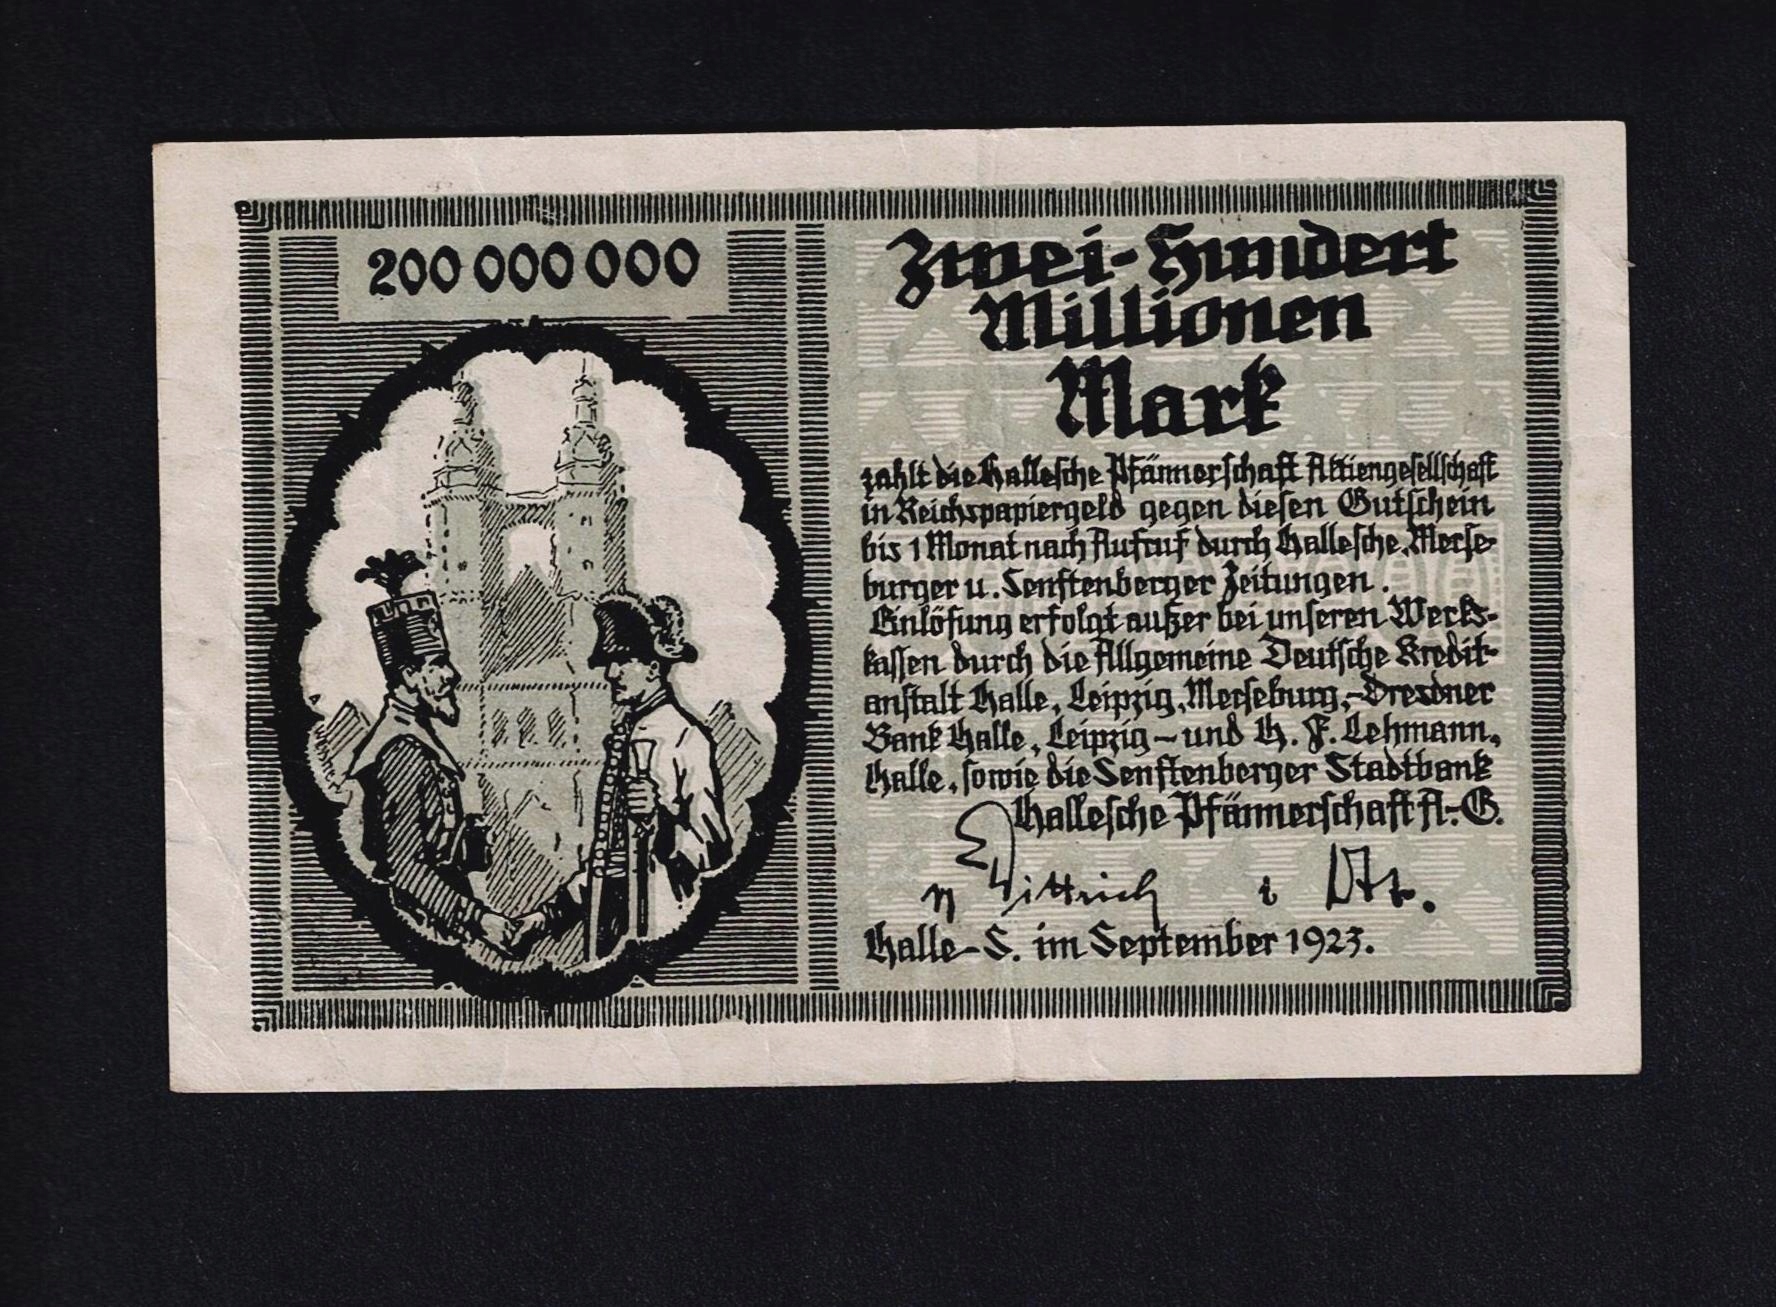 200 000 000
Zwei-Hundert
Millionen
Mark
zahlt die Hallesche Pfännerschaft Aktiengesellschaft
in Reichspapiergeld gegen diesen Gutschein
bis 1 Monat nach Aufruf durch Hallesche, Merse-
burger u. Senftenberger Zeitungen.
Einlösung erfolgt außer bei unseren Werks-
kassen durch die Allgemeine Deutsche Kredit-
anstalt Halle, Leipzig, Merseburg,-Dresdner
Bank Halle, Leipzig - und H. F. Lehmann,
Halle, sowie die Senftenberger Stadtbank
Hallesche Pfännerschaft A.-G.
Dittrich
Halle-S. im September 1923.